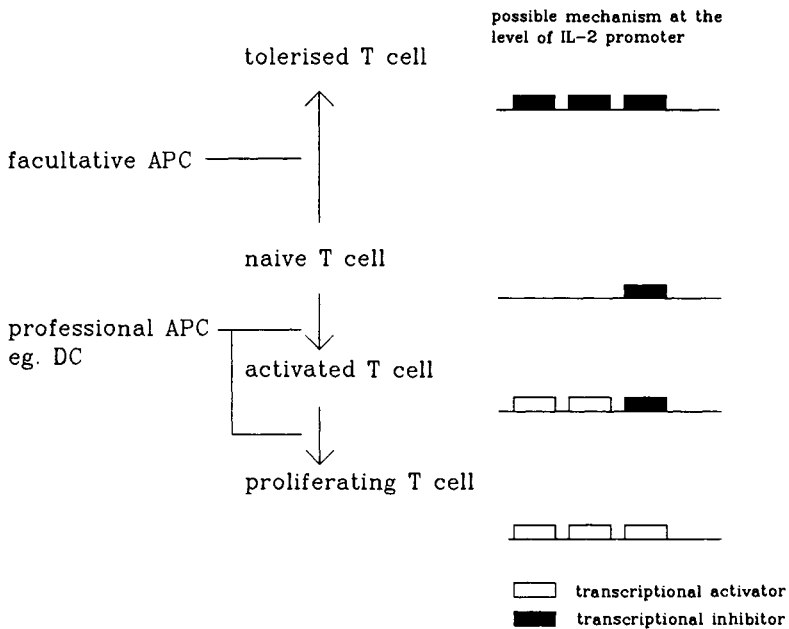 possible mechanism at the
level of IL-2 promoter
tolerised T cell
facultative APC
naive T cell
professional APC
eg. DC
activated T cell
proliferating T cell
transcriptional activator
transcriptional inhibitor